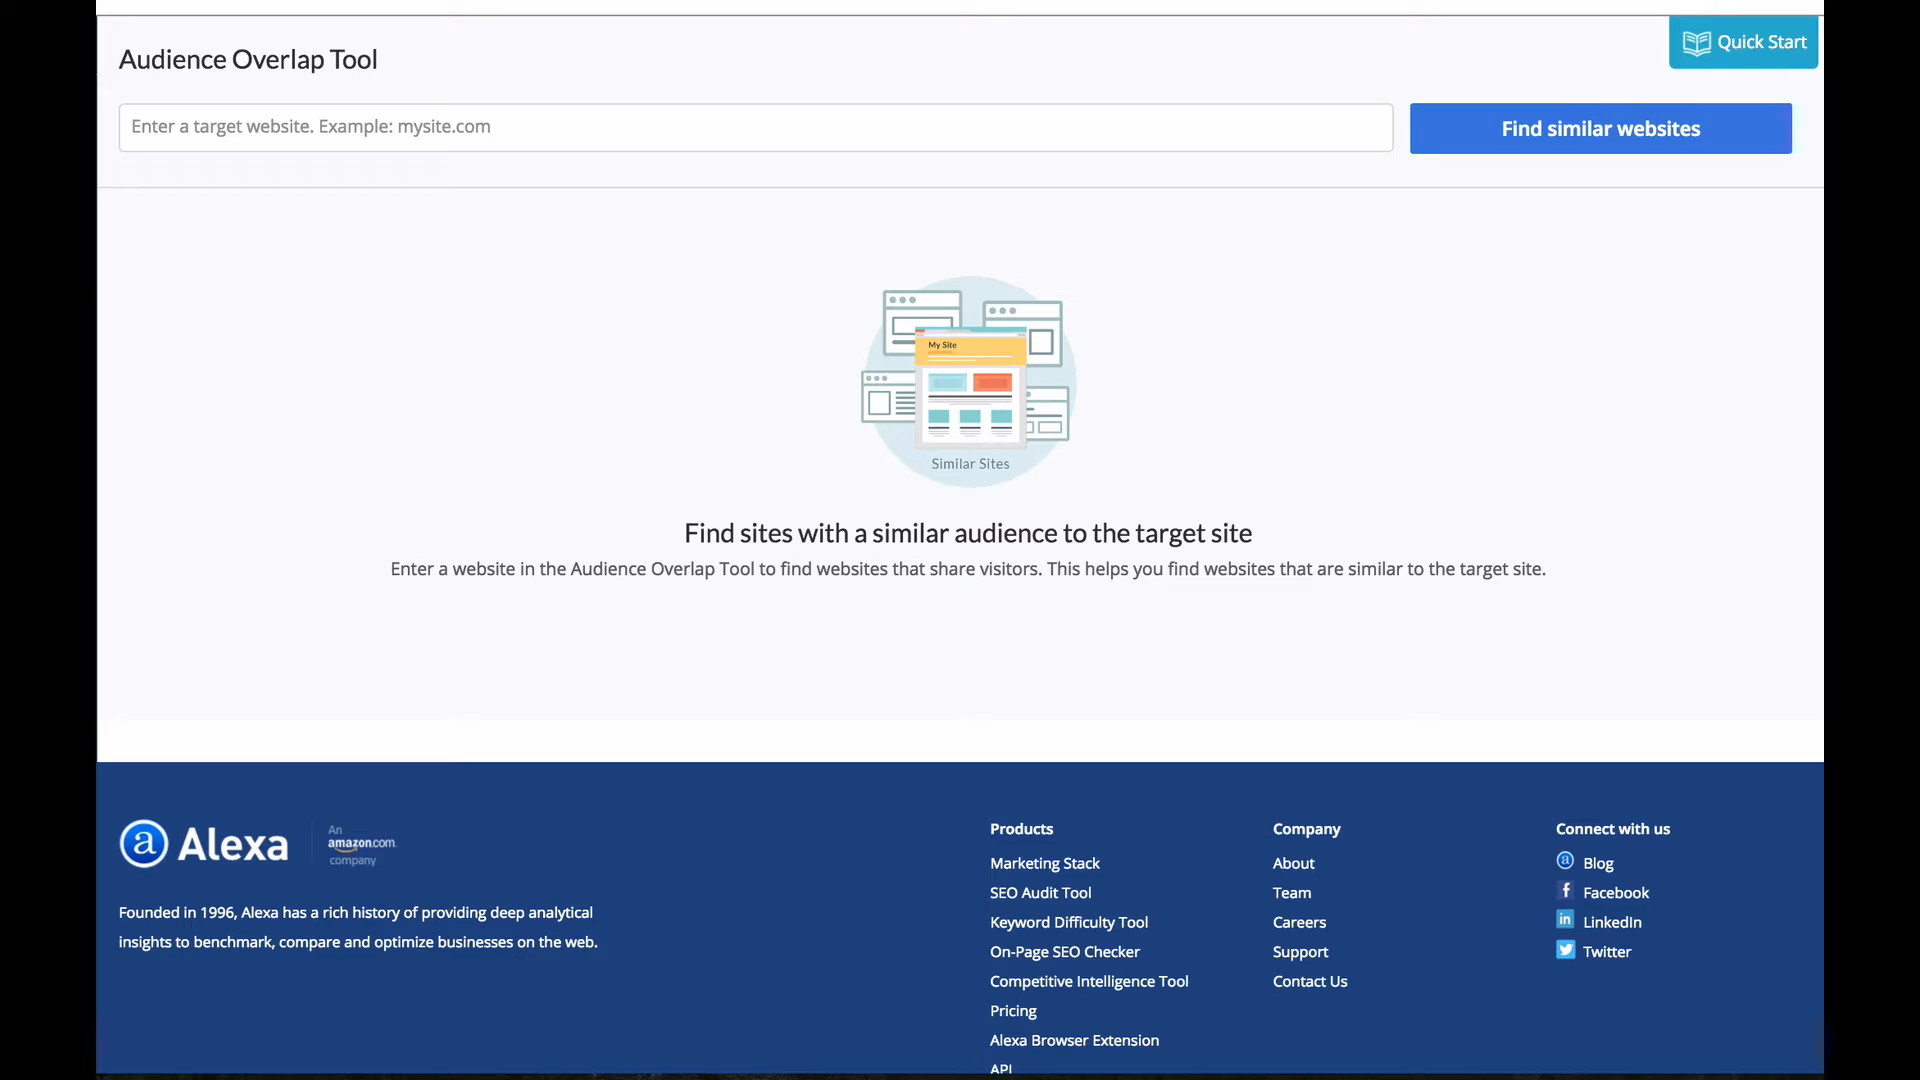 Quick Start
Audience Overlap Tool
Enter a target website. Example: mysite.com
Find similar websites
My Site
Similar Sites
Find sites with a similar audience to the target site
Enter a website in the Audience Overlap Tool to find websites that share visitors. This helps you find websites that are similar to the target site.
a Alexa
An
amazon.com
company
Founded in 1996, Alexa has a rich history of providing deep analytical
insights to benchmark, compare and optimize businesses on the web.
Products
Marketing Stack
SEO Audit Tool
Keyword Difficulty Tool
On-Page SEO Checker
Competitive Intelligence Tool
Pricing
Alexa Browser Extension
API
Company
About
Team
Careers
Support
Contact Us
Connect with us
a Blog
f Facebook
in LinkedIn
Twitter